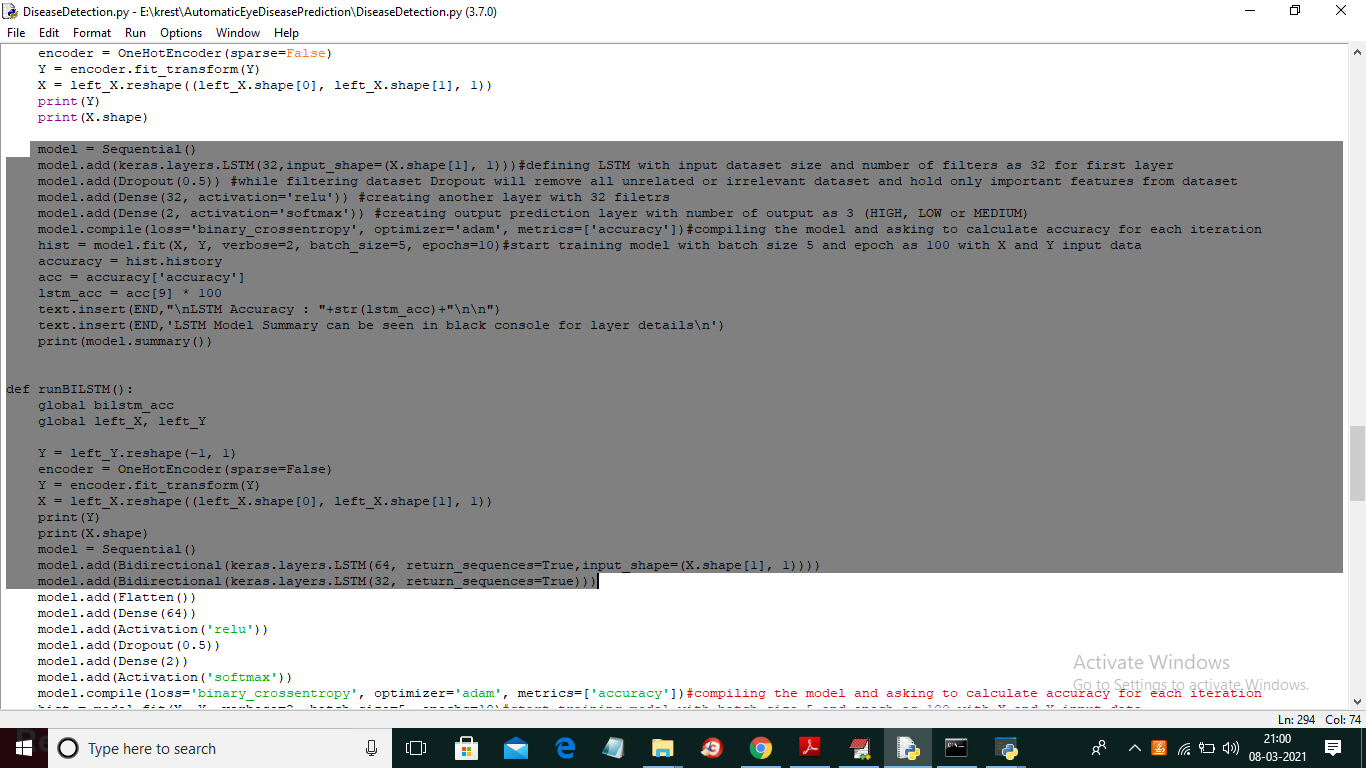 DiseaseDetection.py - E:\krest\AutomaticEyeDiseasePrediction\DiseaseDetection.py (3.7.0)
File Edit Format Run Options Window Help
encoder = OneHotEncoder(sparse=False)
Y = encoder.fit_transform(Y)
X = left_X.reshape((left_X.shape[0], left_X.shape[1], 1))
print(Y)
print(X.shape)
model = Sequential()
model.add(keras.layers.LSTM(32,input_shape=(X.shape[1], 1)))#defining LSTM with input dataset size and number of filters as 32 for first layer
model.add(Dropout(0.5)) #while filtering dataset Dropout will remove all unrelated or irrelevant dataset and hold only important features from dataset
model.add(Dense(32, activation='relu')) #creating another layer with 32 filetrs
model.add(Dense(2, activation='softmax')) #creating output prediction layer with number of output as 3 (HIGH, LOW or MEDIUM)
model.compile(loss='binary_crossentropy', optimizer='adam', metrics=['accuracy'])#compiling the model and asking to calculate accuracy for each iteration
hist = model.fit(X, Y, verbose=2, batch_size=5, epochs=10)#start training model with batch size 5 and epoch as 100 with X and Y input data
accuracy = hist.history
acc = accuracy['accuracy']
lstm_acc = acc[9] * 100
text.insert(END,"\nLSTM Accuracy : "+str(lstm_acc)+"\n\n")
text.insert(END,'LSTM Model Summary can be seen in black console for layer details\n')
print(model.summary())
def runBILSTM():
global bilstm_acc
global left_X, left_Y
Y = left_Y.reshape(-1, 1)
encoder = OneHotEncoder(sparse=False)
Y = encoder.fit_transform(Y)
X = left_X.reshape((left_X.shape[0], left_X.shape[1], 1))
print(Y)
print(X.shape)
model = Sequential()
model.add(Bidirectional(keras.layers.LSTM(64, return_sequences=True,input_shape=(X.shape[1], 1))))
model.add(Bidirectional(keras.layers.LSTM(32, return_sequences=True)))
model.add(Flatten())
model.add(Dense(64))
model.add(Activation('relu'))
model.add(Dropout(0.5))
model.add(Dense(2))
model.add(Activation('softmax'))
model.compile(loss='binary_crossentropy', optimizer='adam', metrics=['accuracy'])#compiling the model and asking to calculate accuracy for each iteration
Activate Windows
Go to Settings to activate Windows.
Ln: 294 Col: 74
Type here to search
21:00
08-03-2021